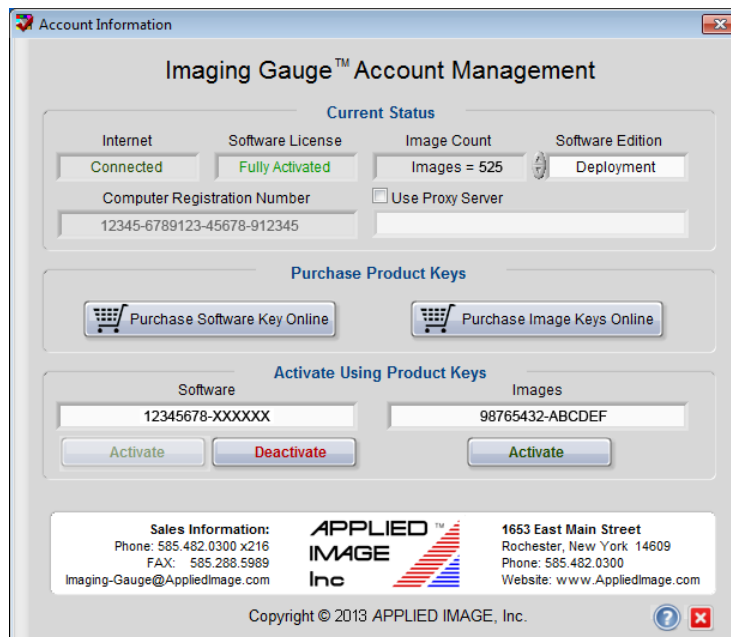 Account Information
Imaging Gauge™ Account Management
Current Status
Internet
Software License
Image Count
Software Edition
Connected
Fully Activated
Images = 525
Deployment
Computer Registration Number
Use Proxy Server
12345-6789123-45678-912345
Purchase Product Keys
Purchase Software Key Online
Purchase Image Keys Online
Activate Using Product Keys
Software
Images
12345678-XXXXXX
98765432-ABCDEF
Activate
Deactivate
Activate
Sales Information:
Phone: 585.482.0300 x216
FAX: 585.288.5989
Imaging-Gauge@AppliedImage.com
APPLIED ™
IMAGE
Inc
1653 East Main Street
Rochester, New York 14609
Phone: 585.482.0300
Website: www.AppliedImage.com
Copyright © 2013 APPLIED IMAGE, Inc.
?